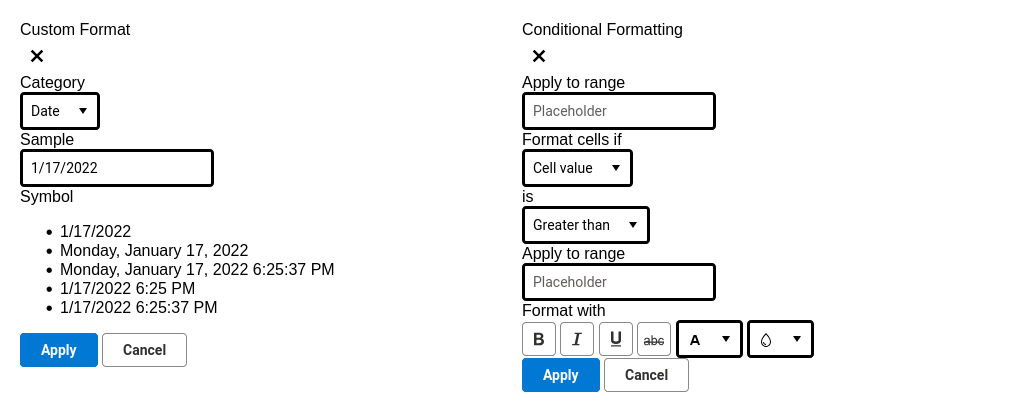 Custom Format
Category
Date
Sample
1/17/2022
Symbol
1/17/2022
Monday, January 17, 2022
Monday, January 17, 2022 6:25:37 PM
1/17/2022 6:25 PM
1/17/2022 6:25:37 PM
Apply Cancel
Conditional Formatting
Apply to range
Placeholder
Format cells if
Cell value
is
Greater than
Apply to range
Placeholder
Format with
B I U abc A
Apply Cancel